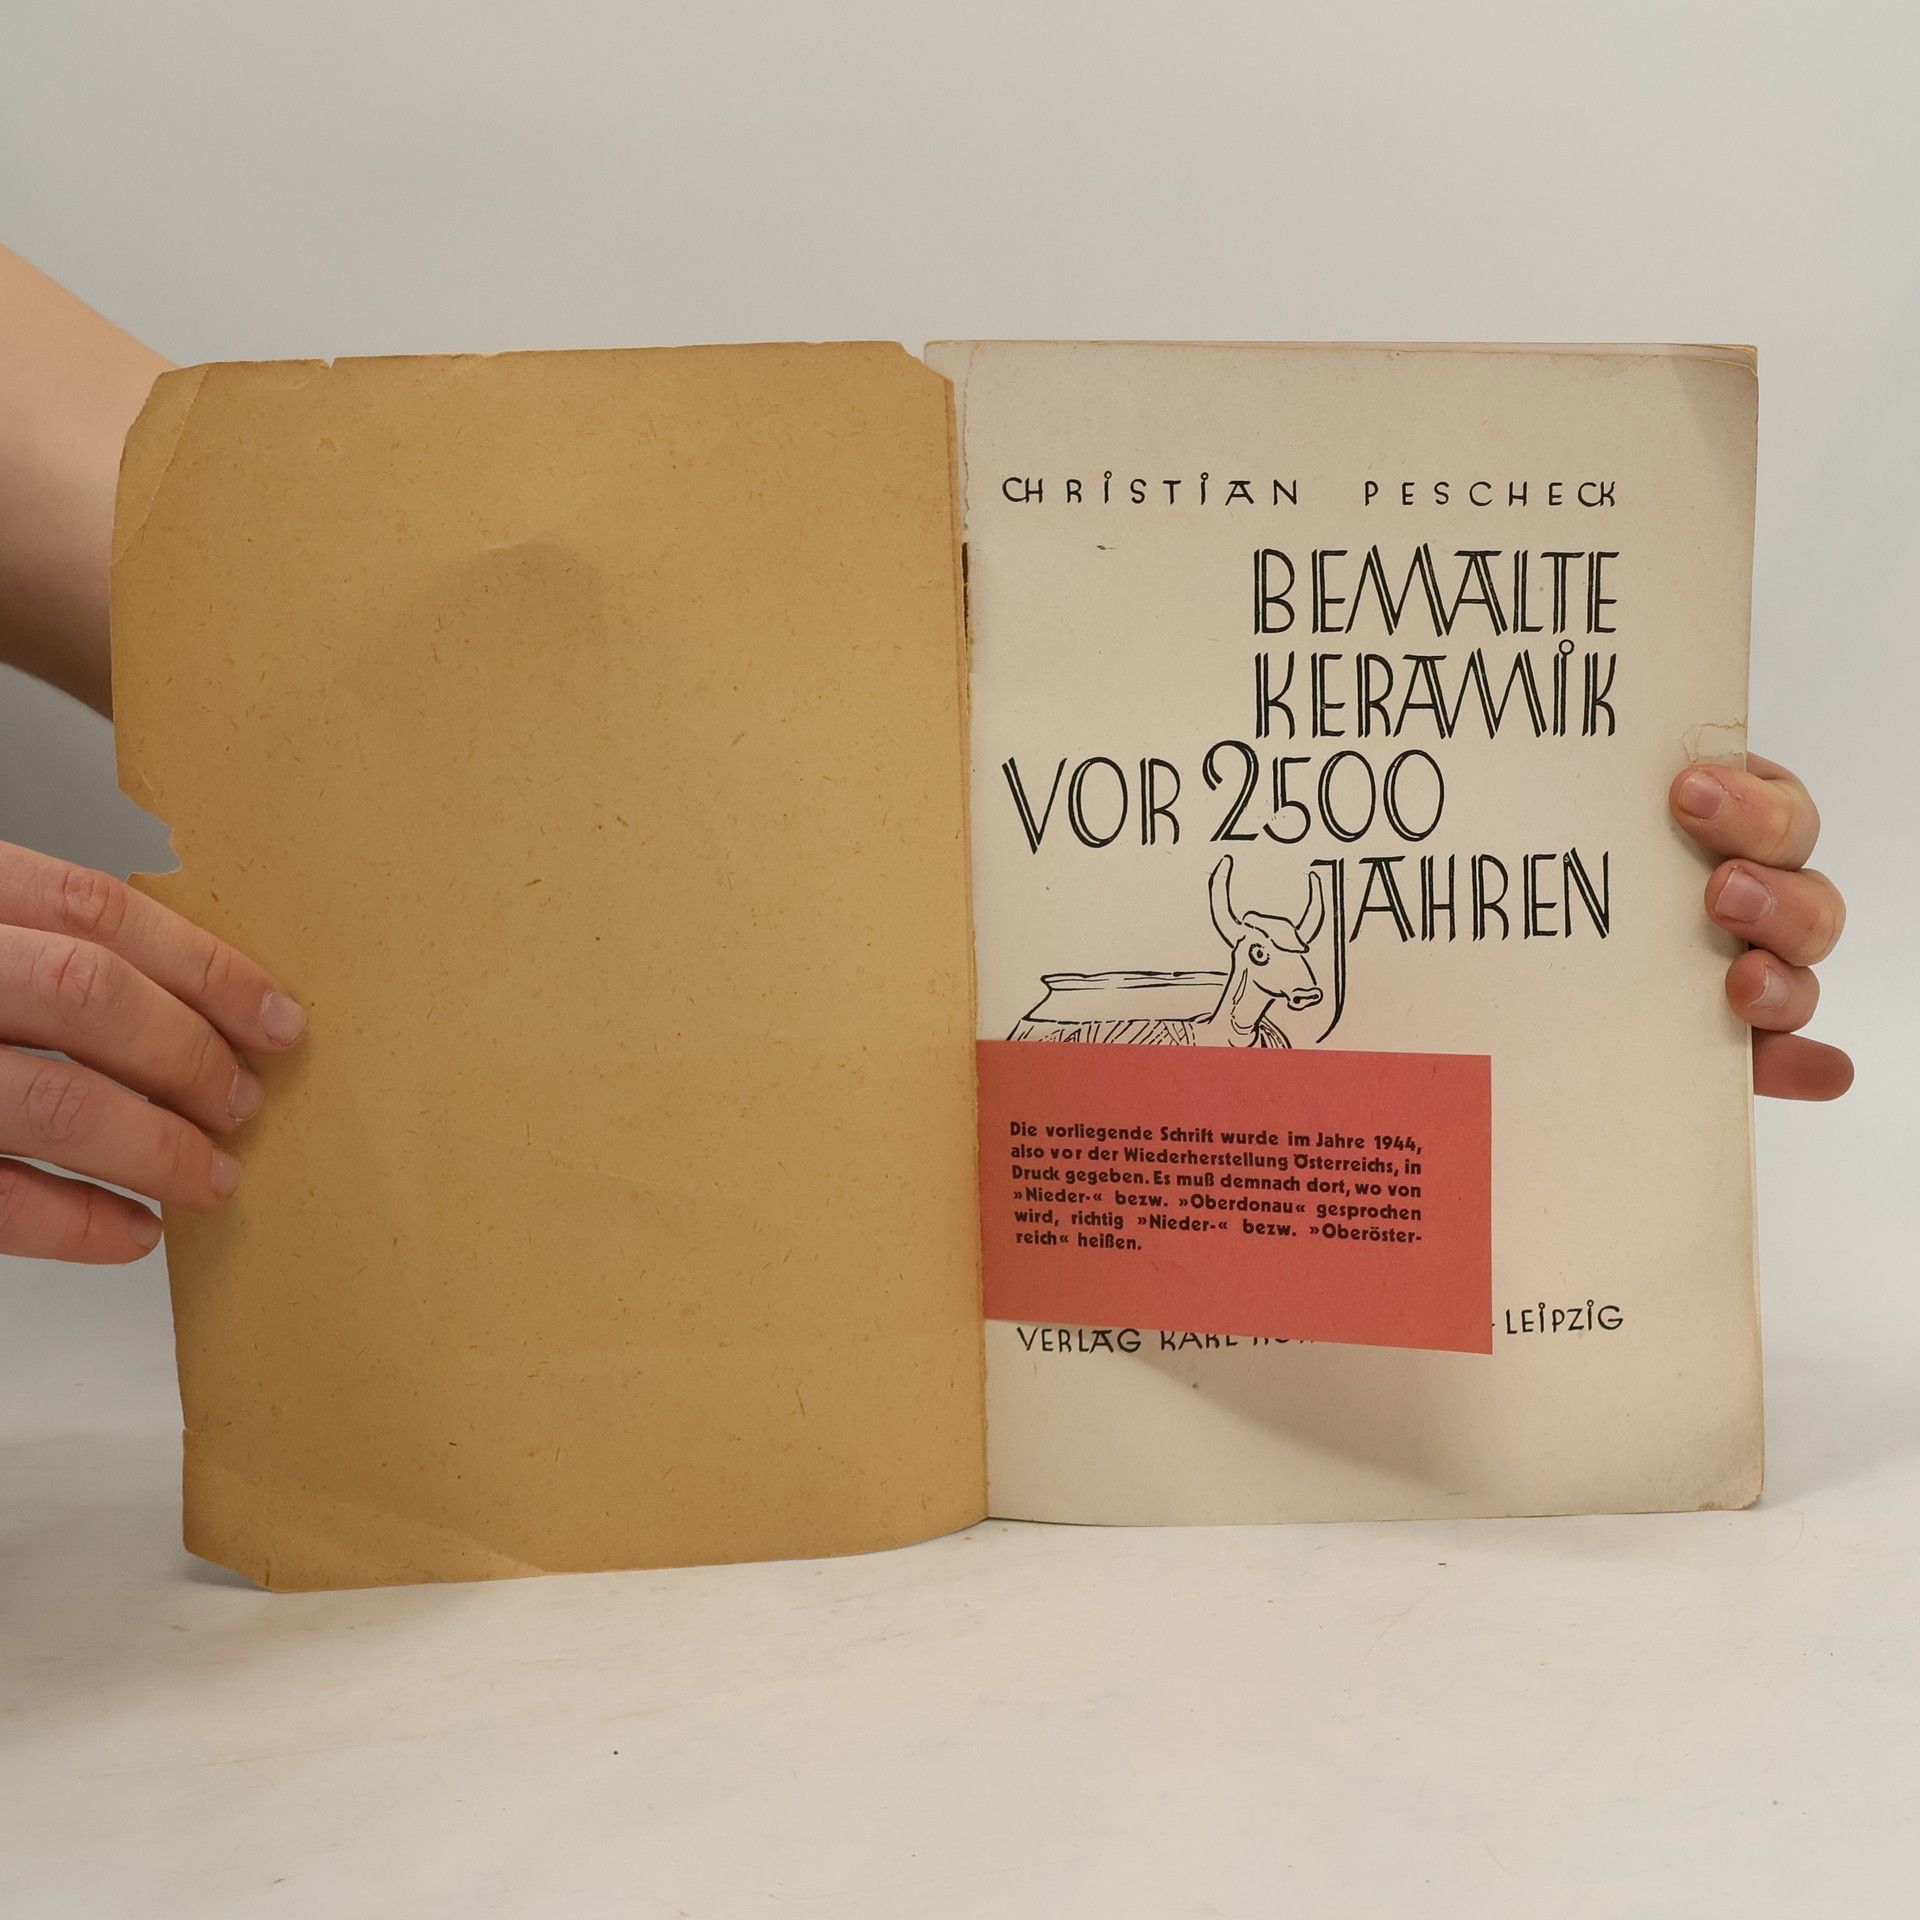 CHRISTIAN PESCHECK
BEMALTE
KERAMIK
VOR 2500
JAHREN
Die vorliegende Schrift wurde im Jahre 1944,
also vor der Wiederherstellung Österreichs, in
Druck gegeben. Es muß demnach dort, wo von
»Nieder-« bezw. »Oberdonau« gesprochen
wird, richtig »Nieder-« bezw. »Oberöster-
reich« heißen.
VERLAG KARL LEIPZIG